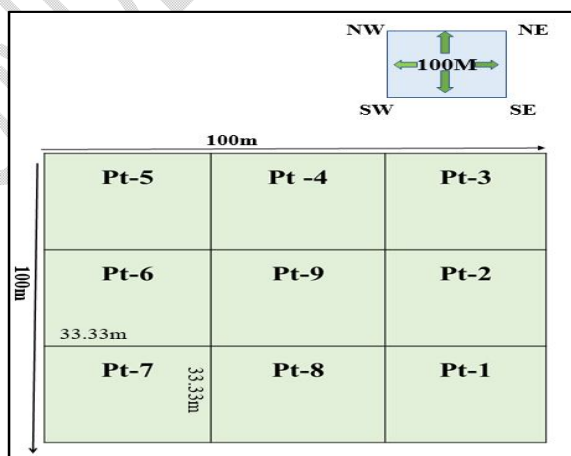 NW NE
100M
SW SE
100m
Pt-5 Pt -4 Pt-3
100m
Pt-6 Pt-9 Pt-2
33.33m
Pt-7 33.33m Pt-8 Pt-1